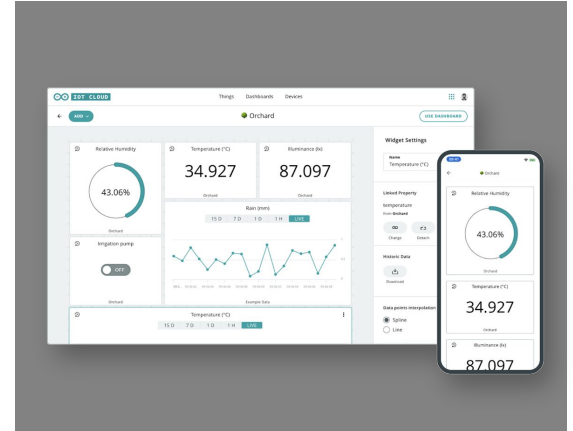 IOT CLOUD
Things Dashboards Devices
ADD
Orchard
USE DASHBOARD
Relative Humidity
43.06%
Orchard
Temperature (°C)
34.927
Orchard
Illuminance (lx)
87.097
Orchard
Rain (mm)
15 D 7 D 1 D 1 H LIVE
Example Data
Irrigation pump
OFF
Orchard
Temperature (°C)
15 D 7 D 1 D 1 H LIVE
Widget Settings
Name
Temperature (°C)
Linked Property
temperature
from Orchard
Change Detach
Historic Data
Download
Data points interpolation
Spline
Line
Orchard
Relative Humidity
43.06%
Orchard
Temperature (°C)
34.927
Orchard
Illuminance (lx)
87.097